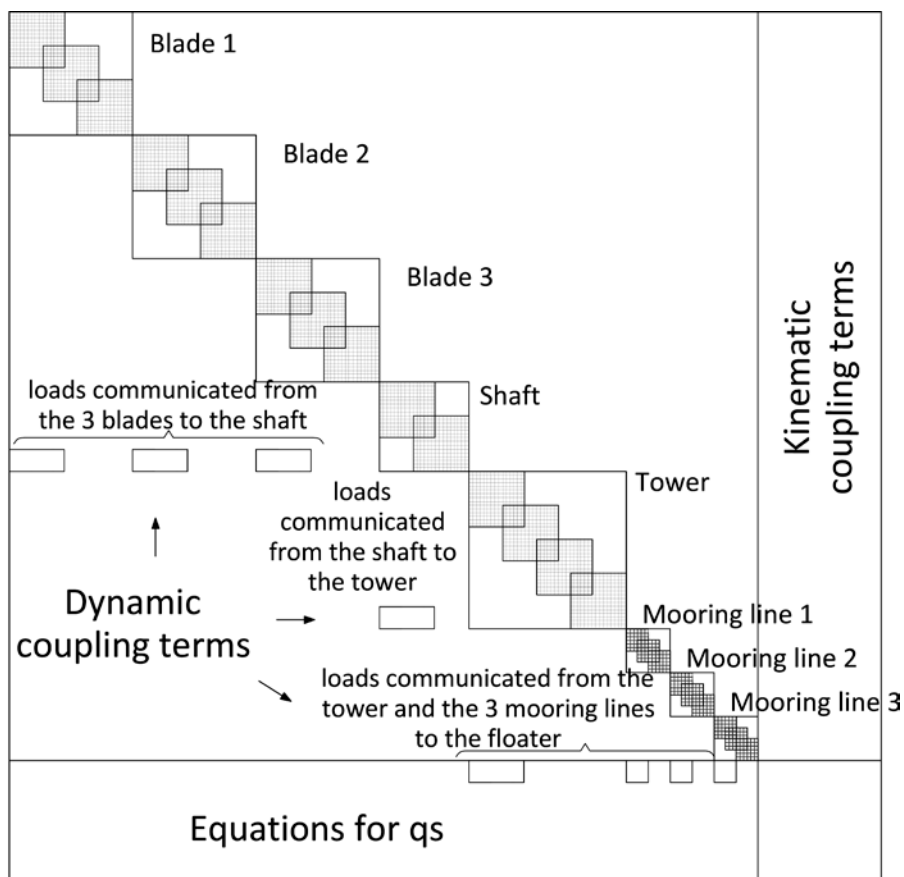 Blade 1
Blade 2
Blade 3
loads communicated from
the 3 blades to the shaft
Shaft
Kinematic
coupling terms
Tower
loads
communicated
from the shaft to
the tower
Dynamic
coupling terms
Mooring line 1
Mooring line 2
Mooring line 3
loads communicated from the
tower and the 3 mooring lines
to the floater
Equations for qs